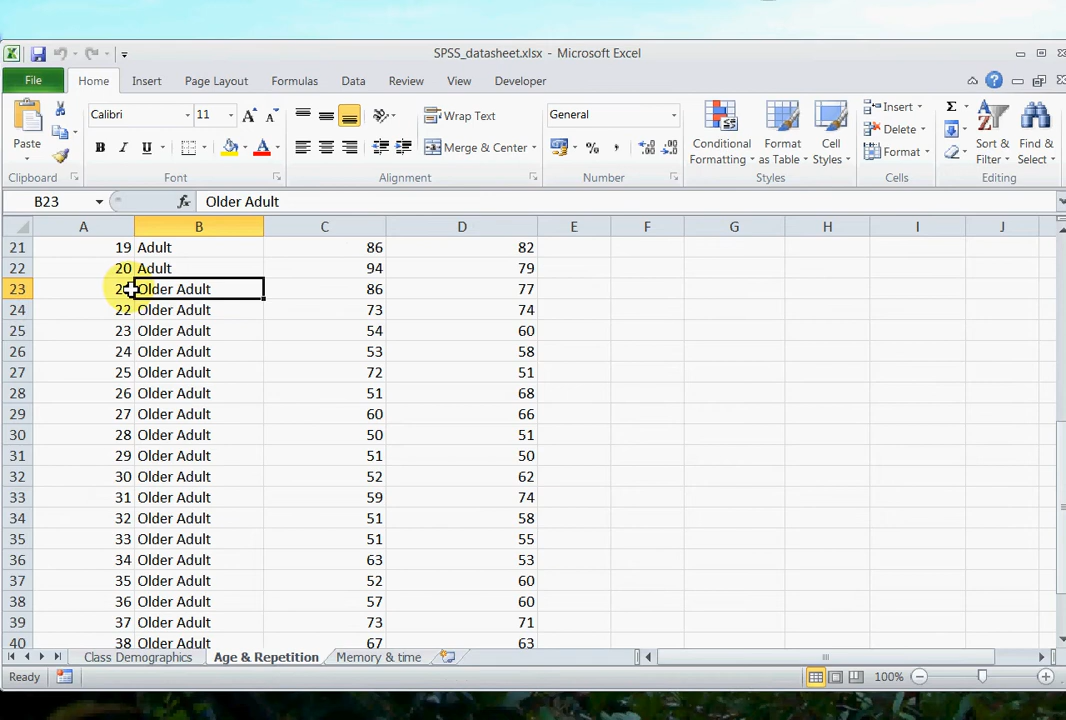 SPSS_datasheet.xlsx - Microsoft Excel
File Home Insert Page Layout Formulas Data Review View Developer
Calibri 11 Wrap Text General Insert Σ
Delete
Paste B I U Merge & Center % , Conditional Formatting Format as Table Cell Styles Format Sort & Filter Find & Select
Clipboard Font Alignment Number Styles Cells Editing
B23 fx Older Adult
A B C D E F G H I J
21 19 Adult 86 82
22 20 Adult 94 79
23 2 Older Adult 86 77
24 22 Older Adult 73 74
25 23 Older Adult 54 60
26 24 Older Adult 53 58
27 25 Older Adult 72 51
28 26 Older Adult 51 68
29 27 Older Adult 60 66
30 28 Older Adult 50 51
31 29 Older Adult 51 50
32 30 Older Adult 52 62
33 31 Older Adult 59 74
34 32 Older Adult 51 58
35 33 Older Adult 51 55
36 34 Older Adult 63 53
37 35 Older Adult 52 60
38 36 Older Adult 57 60
39 37 Older Adult 73 71
40 38 Older Adult 67 63
Class Demographics Age & Repetition Memory & time
Ready 100%